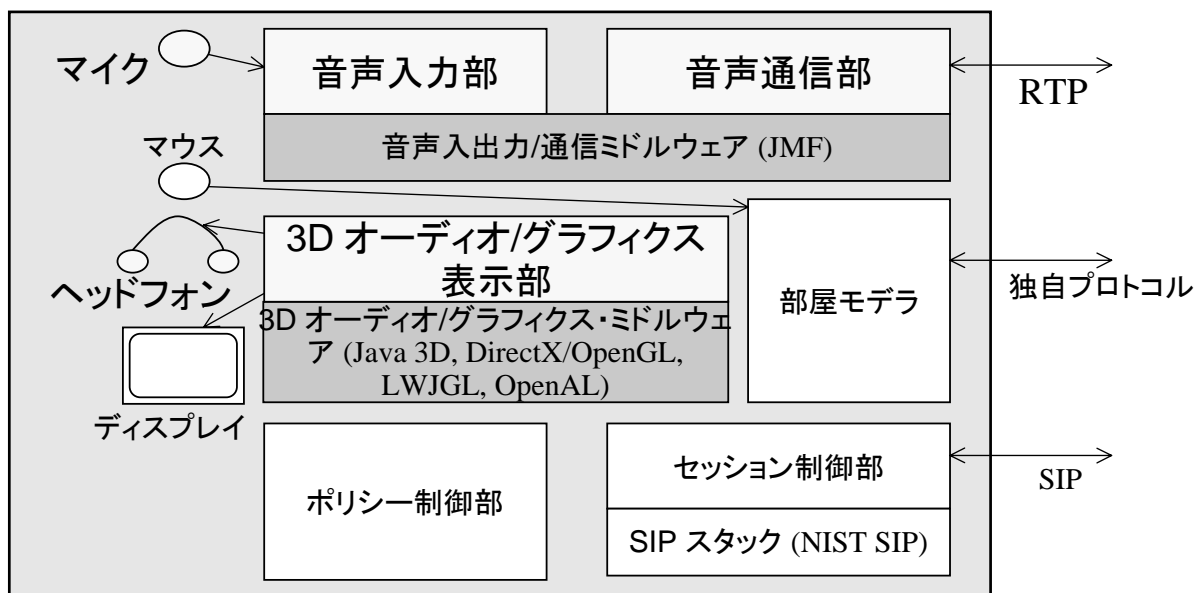 マイク
音声入力部
音声通信部
RTP
音声入出力/通信ミドルウェア (JMF)
マウス
3D オーディオ/グラフィクス
表示部
ヘッドフォン
3D オーディオ/グラフィクス・ミドルウェ
ア (Java 3D, DirectX/OpenGL,
LWJGL, OpenAL)
部屋モデラ
独自プロトコル
ディスプレイ
ポリシー制御部
セッション制御部
SIP
SIP スタック (NIST SIP)